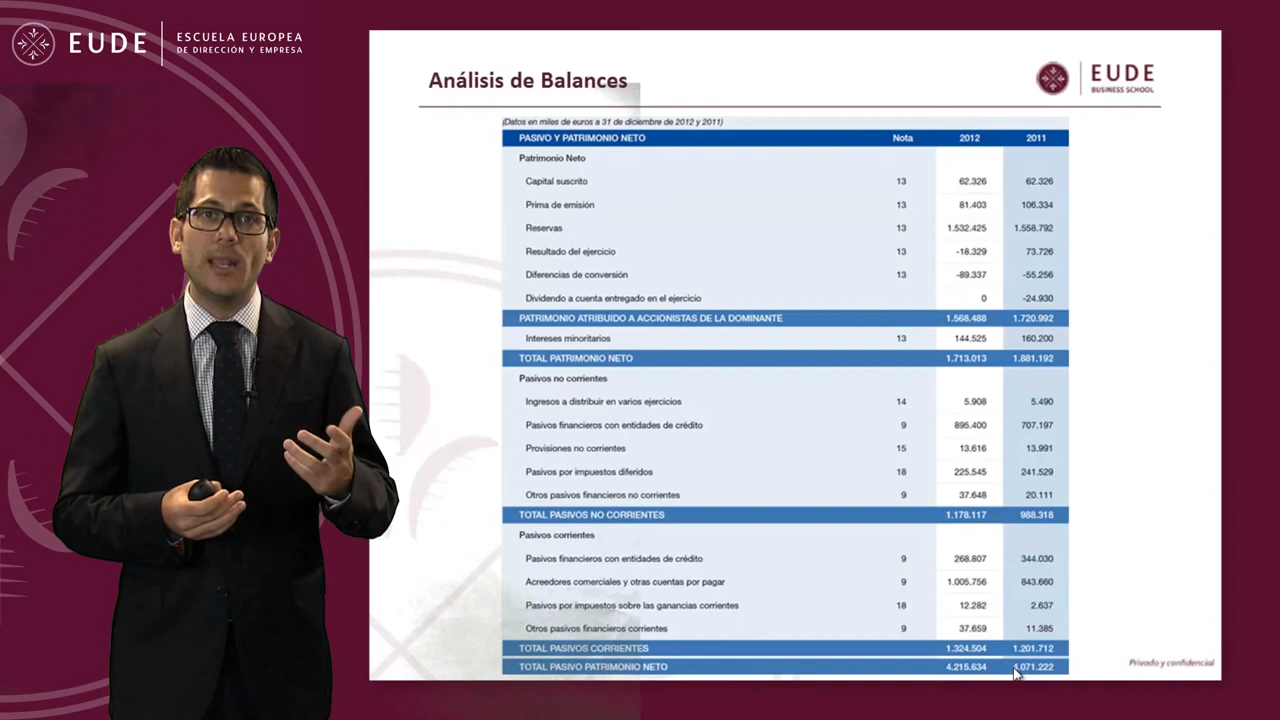 EUDE ESCUELA EUROPEA
DE DIRECCIÓN Y EMPRESA
Análisis de Balances
EUDE
BUSINESS SCHOOL
(Datos en miles de euros a 31 de diciembre de 2012 y 2011)
PASIVO Y PATRIMONIO NETO Nota 2012 2011
Patrimonio Neto
Capital suscrito 13 62.326 62.326
Prima de emisión 13 81.403 106.334
Reservas 13 1.532.425 1.558.792
Resultado del ejercicio 13 -18.329 73.726
Diferencias de conversión 13 -89.337 -55.256
Dividendo a cuenta entregado en el ejercicio 0 -24.930
PATRIMONIO ATRIBUIDO A ACCIONISTAS DE LA DOMINANTE 1.568.488 1.720.992
Intereses minoritarios 13 144.525 160.200
TOTAL PATRIMONIO NETO 1.713.013 1.881.192
Pasivos no corrientes
Ingresos a distribuir en varios ejercicios 14 5.908 5.490
Pasivos financieros con entidades de crédito 9 895.400 707.197
Provisiones no corrientes 15 13.616 13.991
Pasivos por impuestos diferidos 18 225.545 241.529
Otros pasivos financieros no corrientes 9 37.648 20.111
TOTAL PASIVOS NO CORRIENTES 1.178.117 988.318
Pasivos corrientes
Pasivos financieros con entidades de crédito 9 268.807 344.030
Acreedores comerciales y otras cuentas por pagar 9 1.005.756 843.660
Pasivos por impuestos sobre las ganancias corrientes 18 12.282 2.637
Otros pasivos financieros corrientes 9 37.659 11.385
TOTAL PASIVOS CORRIENTES 1.324.504 1.201.712
TOTAL PASIVO PATRIMONIO NETO 4.215.634 4.071.222
Privado y confidencial